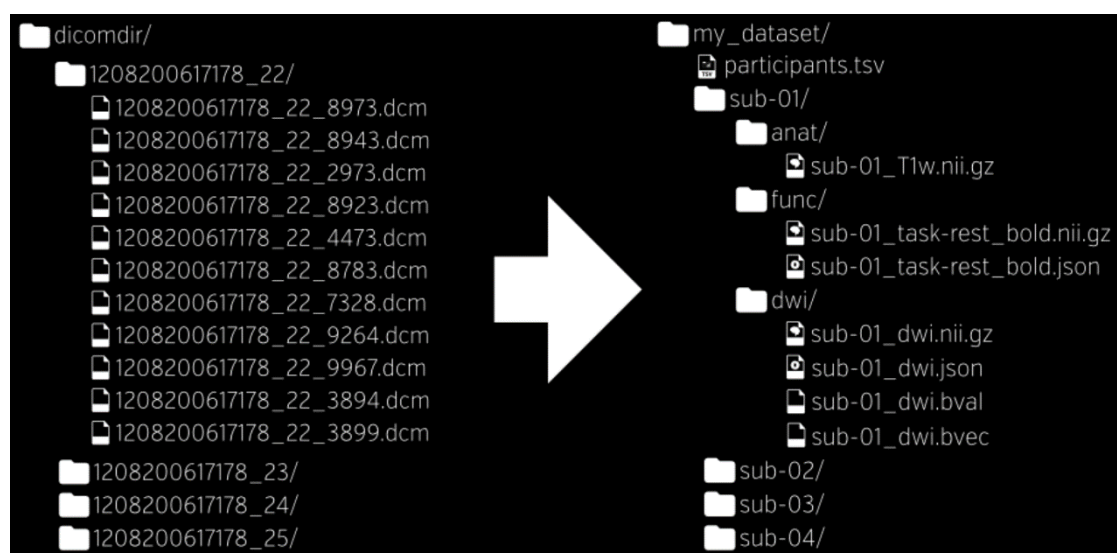 dicomdir/
1208200617178_22/
1208200617178_22_8973.dcm
1208200617178_22_8943.dcm
1208200617178_22_2973.dcm
1208200617178_22_8923.dcm
1208200617178_22_4473.dcm
1208200617178_22_8783.dcm
1208200617178_22_7328.dcm
1208200617178_22_9264.dcm
1208200617178_22_9967.dcm
1208200617178_22_3894.dcm
1208200617178_22_3899.dcm
1208200617178_23/
1208200617178_24/
1208200617178_25/
my_dataset/
TSV
participants.tsv
sub-01/
anat/
sub-01_T1w.nii.gz
func/
sub-01_task-rest_bold.nii.gz
sub-01_task-rest_bold.json
dwi/
sub-01_dwi.nii.gz
sub-01_dwi.json
sub-01_dwi.bval
sub-01_dwi.bvec
sub-02/
sub-03/
sub-04/